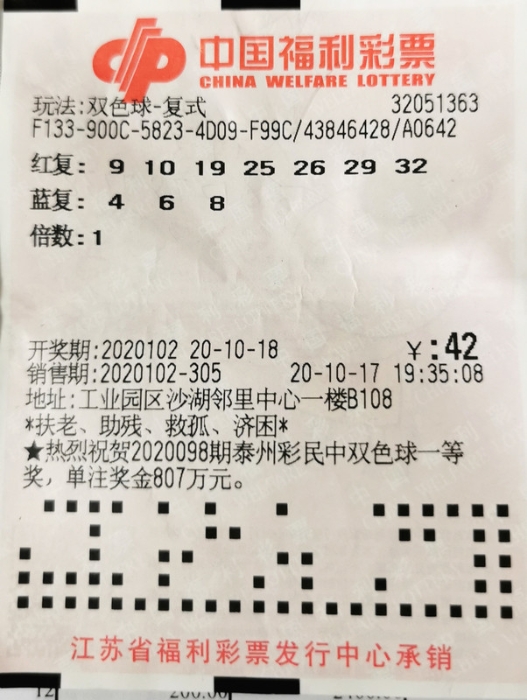 中国福利彩票
CHINA WELFARE LOTTERY
玩法:双色球-复式 32051363
F133-900C-5823-4D09-F99C/43846428/A0642
红复: 9 10 19 25 26 29 32
蓝复: 4 6 8
倍数:1
开奖期:2020102 20-10-18 ¥:42
销售期:2020102-305 20-10-17 19:35:08
地址:工业园区沙湖邻里中心一楼B108
*扶老、助残、救孤、济困*
★热烈祝贺2020098期泰州彩民中双色球一等
奖,单注奖金807万元。
江苏省福利彩票发行中心承销